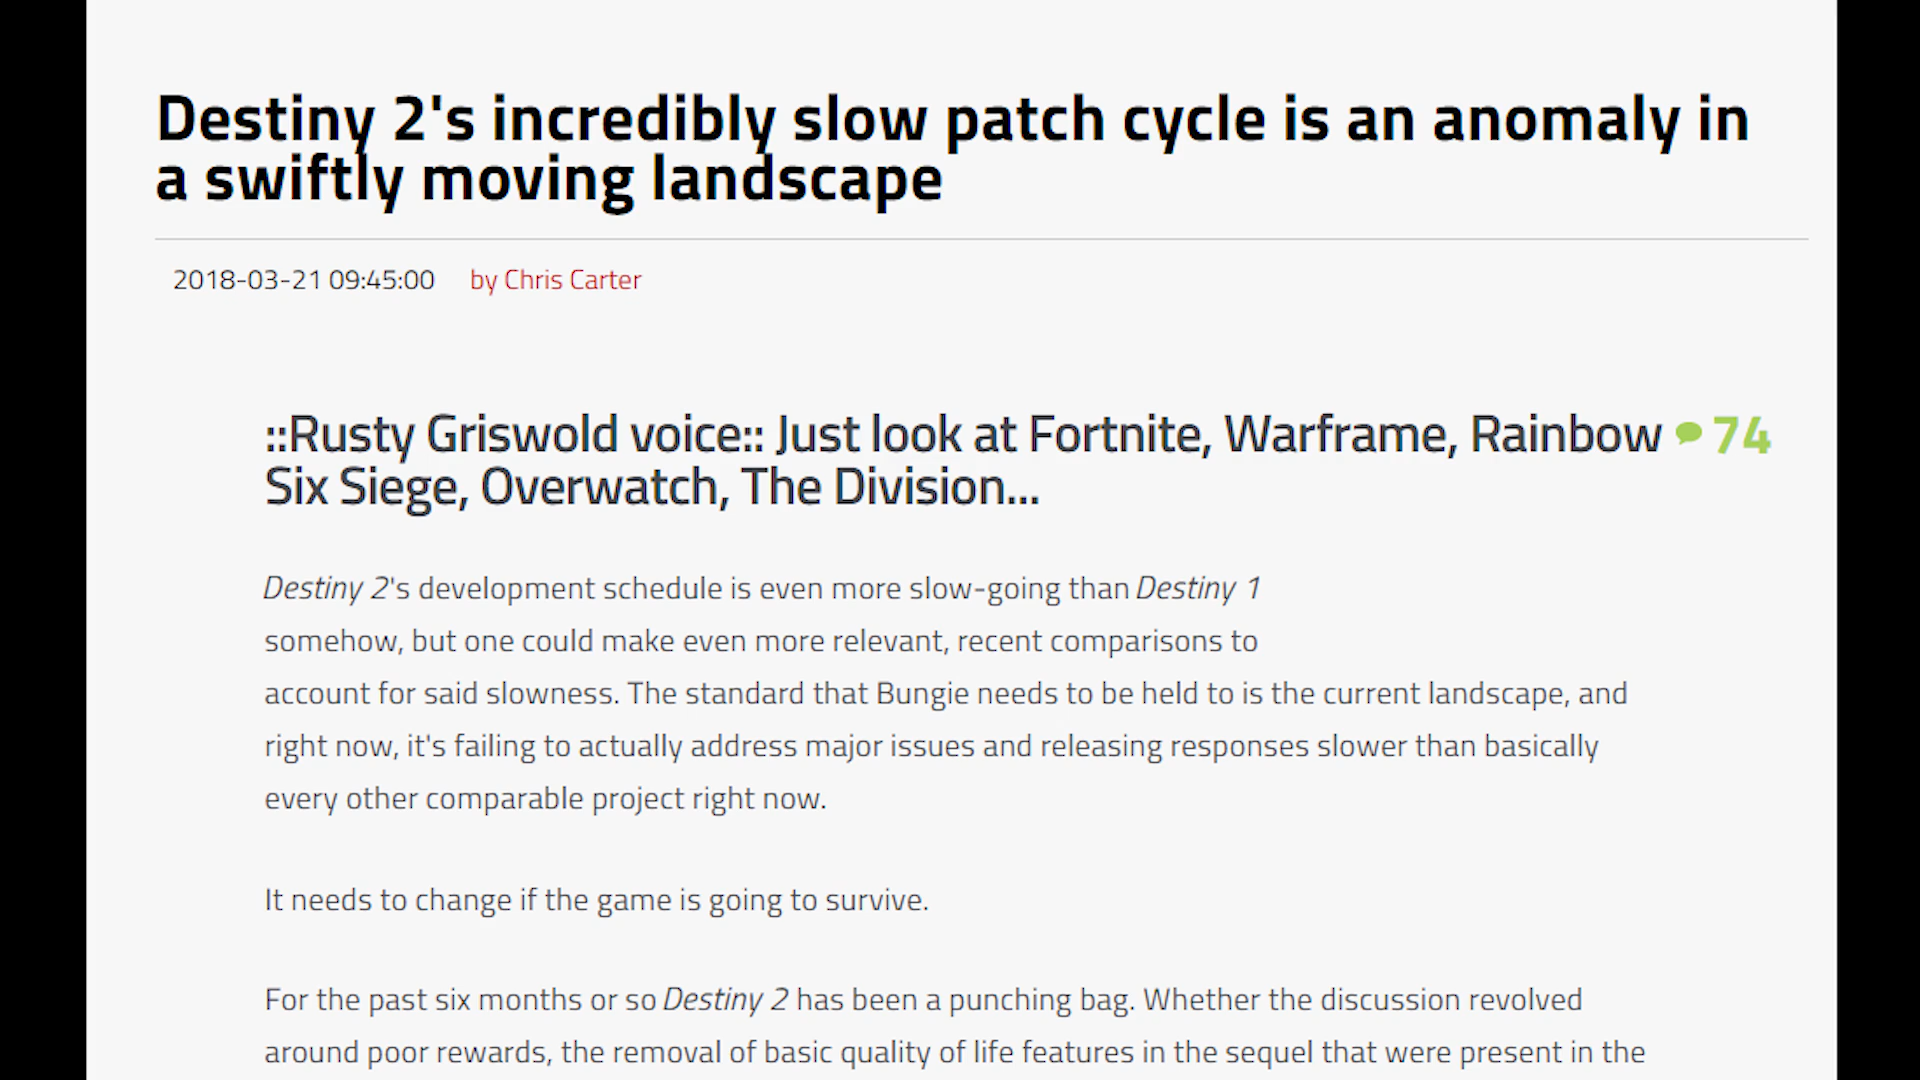 Destiny 2's incredibly slow patch cycle is an anomaly in
a swiftly moving landscape
2018-03-21 09:45:00 by Chris Carter
::Rusty Griswold voice:: Just look at Fortnite, Warframe, Rainbow 74
Six Siege, Overwatch, The Division...
Destiny 2's development schedule is even more slow-going than Destiny 1
somehow, but one could make even more relevant, recent comparisons to
account for said slowness. The standard that Bungie needs to be held to is the current landscape, and
right now, it's failing to actually address major issues and releasing responses slower than basically
every other comparable project right now.
It needs to change if the game is going to survive.
For the past six months or so Destiny 2 has been a punching bag. Whether the discussion revolved
around poor rewards, the removal of basic quality of life features in the sequel that were present in the